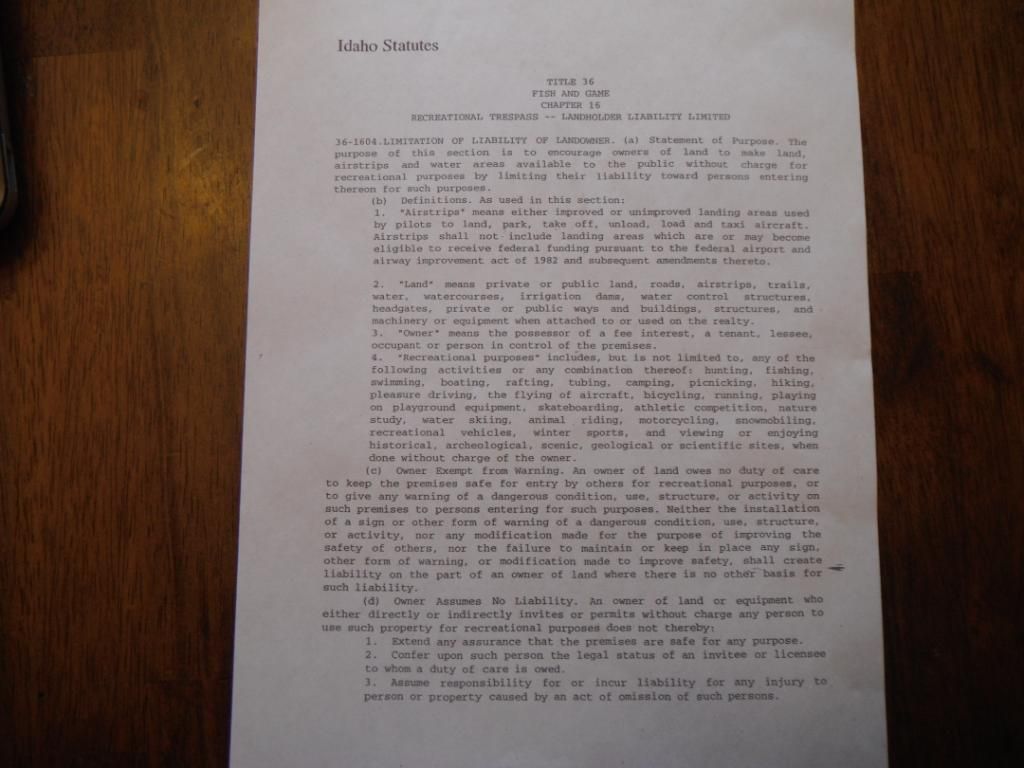 Idaho Statutes
TITLE 36
FISH AND GAME
CHAPTER 16
RECREATIONAL TRESPASS -- LANDHOLDER LIABILITY LIMITED
36-1604.LIMITATION OF LIABILITY OF LANDOWNER. (a) Statement of Purpose. The
purpose of this section is to encourage owners of land to make land,
airstrips and water areas available to the public without charge for
recreational purposes by limiting their liability toward persons entering
thereon for such purposes.
(b) Definitions. As used in this section:
1. "Airstrips" means either improved or unimproved landing areas used
by pilots to land, park, take off, unload, load and taxi aircraft.
Airstrips shall not include landing areas which are or may become
eligible to receive federal funding pursuant to the federal airport and
airway improvement act of 1982 and subsequent amendments thereto.
2. "Land" means private or public land, roads, airstrips, trails,
water, watercourses, irrigation dams, water control structures,
headgates, private or public ways and buildings, structures, and
machinery or equipment when attached to or used on the realty.
3. "Owner" means the possessor of a fee interest, a tenant, lessee,
occupant or person in control of the premises.
4. "Recreational purposes" includes, but is not limited to, any of the
following activities or any combination thereof: hunting, fishing,
swimming, boating, rafting, tubing, camping, picnicking, hiking,
pleasure driving, the flying of aircraft, bicycling, running, playing
on playground equipment, skateboarding, athletic competition, nature
study, water skiing, animal riding, motorcycling, snowmobiling,
recreational vehicles, winter sports, and viewing or enjoying
historical, archeological, scenic, geological or scientific sites, when
done without charge of the owner.
(c) Owner Exempt from Warning. An owner of land owes no duty of care
to keep the premises safe for entry by others for recreational purposes, or
to give any warning of a dangerous condition, use, structure, or activity on
such premises to persons entering for such purposes. Neither the installation
of a sign or other form of warning of a dangerous condition, use, structure,
or activity, nor any modification made for the purpose of improving the
safety of others, nor the failure to maintain or keep in place any sign,
other form of warning, or modification made to improve safety, shall create
liability on the part of an owner of land where there is no other basis for
such liability.
(d) Owner Assumes No Liability. An owner of land or equipment who
either directly or indirectly invites or permits without charge any person to
use such property for recreational purposes does not thereby:
1. Extend any assurance that the premises are safe for any purpose.
2. Confer upon such person the legal status of an invitee or licensee
to whom a duty of care is owed.
3. Assume responsibility for or incur liability for any injury to
person or property caused by an act of omission of such persons.